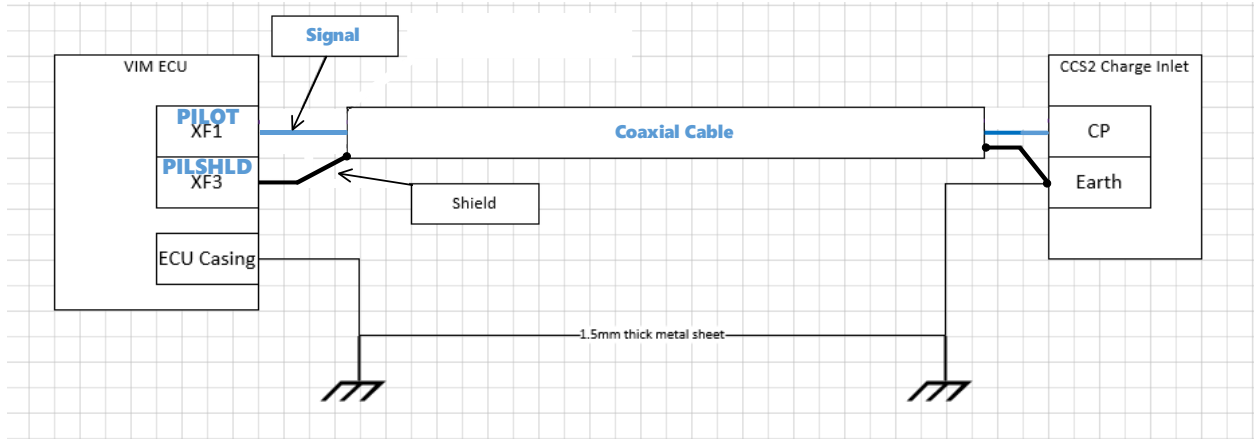 Signal
VIM ECU
CCS2 Charge Inlet
PILOT
XF1
Coaxial Cable
CP
PILSHLD
XF3
Earth
Shield
ECU Casing
1.5mm thick metal sheet